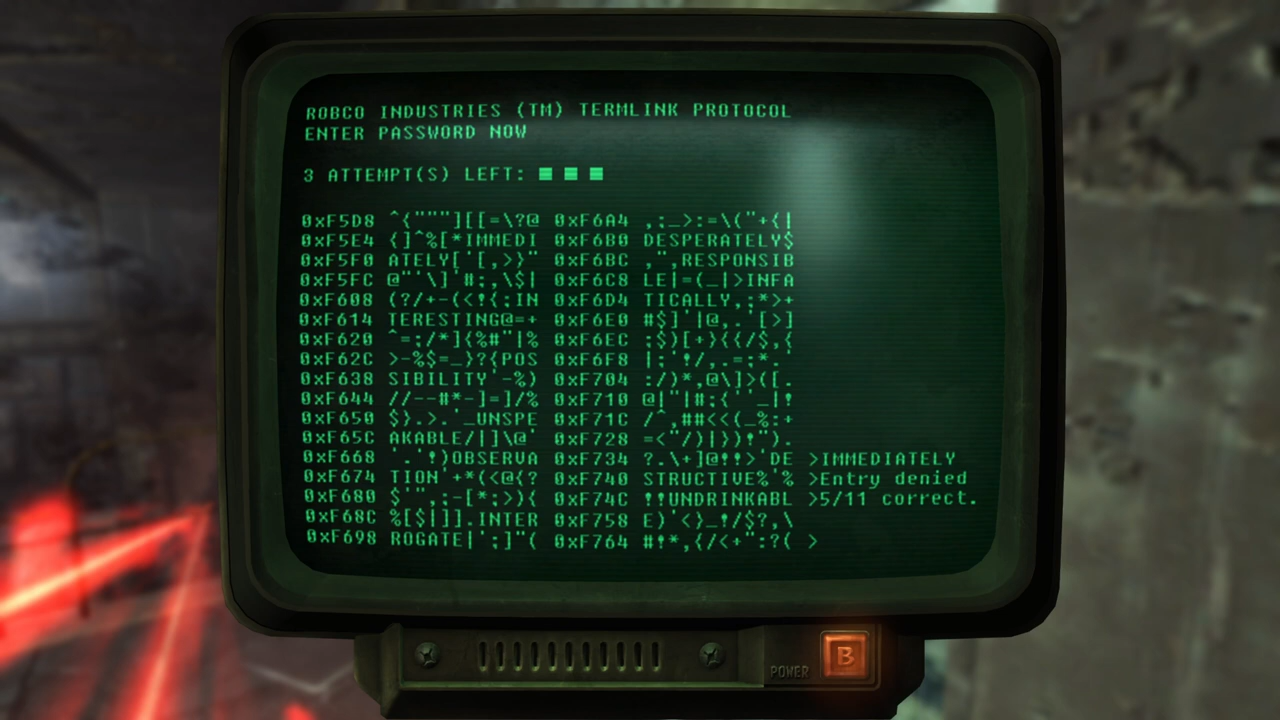 ROBCO INDUSTRIES (TM) TERMLINK PROTOCOL
ENTER PASSWORD NOW
3 ATTEMPT(S) LEFT: ■ ■ ■
0xF5D8 ^{"""][[=\?@ 0xF6A4 ,:_>:=\("+{|
0xF5E4 {]^%[*IMMEDI 0xF6B0 DESPERATELY$
0xF5F0 ATELY['[,>}" 0xF6BC ,",RESPONSIB
0xF5FC @"'\]'#:,\$| 0xF6C8 LE|=(_|>INFA
0xF608 (?/+-(<!{;IN 0xF6D4 TICALLY,:*>+
0xF614 TERESTING@=+ 0xF6E0 #$]'|@,.'[>]
0xF620 ^=;/*]{%#"|% 0xF6EC :$)[+}{(/$,{
0xF62C >-%$=_}?{POS 0xF6F8 |;'!/,.=;*.'
0xF638 SIBILITY'-%) 0xF704 :/)*,@\]>([.
0xF644 //--#*-]=]/% 0xF710 @|"|#:{''_|!
0xF650 $}.>.'_UNSPE 0xF71C /^,##<<(_%:+
0xF65C AKABLE/|]\@' 0xF728 =<"/)|})!").
0xF668 '.'!)OBSERVA 0xF734 ?.\+]@!!>'DE >IMMEDIATELY
0xF674 TION'+*(<@{? 0xF740 STRUCTIVE%'% >Entry denied
0xF680 $'",:-[*;>){ 0xF74C !!UNDRINKABL >5/11 correct.
0xF68C %[$|]].INTER 0xF758 E)'<}_!/$?,\
0xF698 ROGATE|';]"( 0xF764 #!*,{/<+":?( >
POWER
B